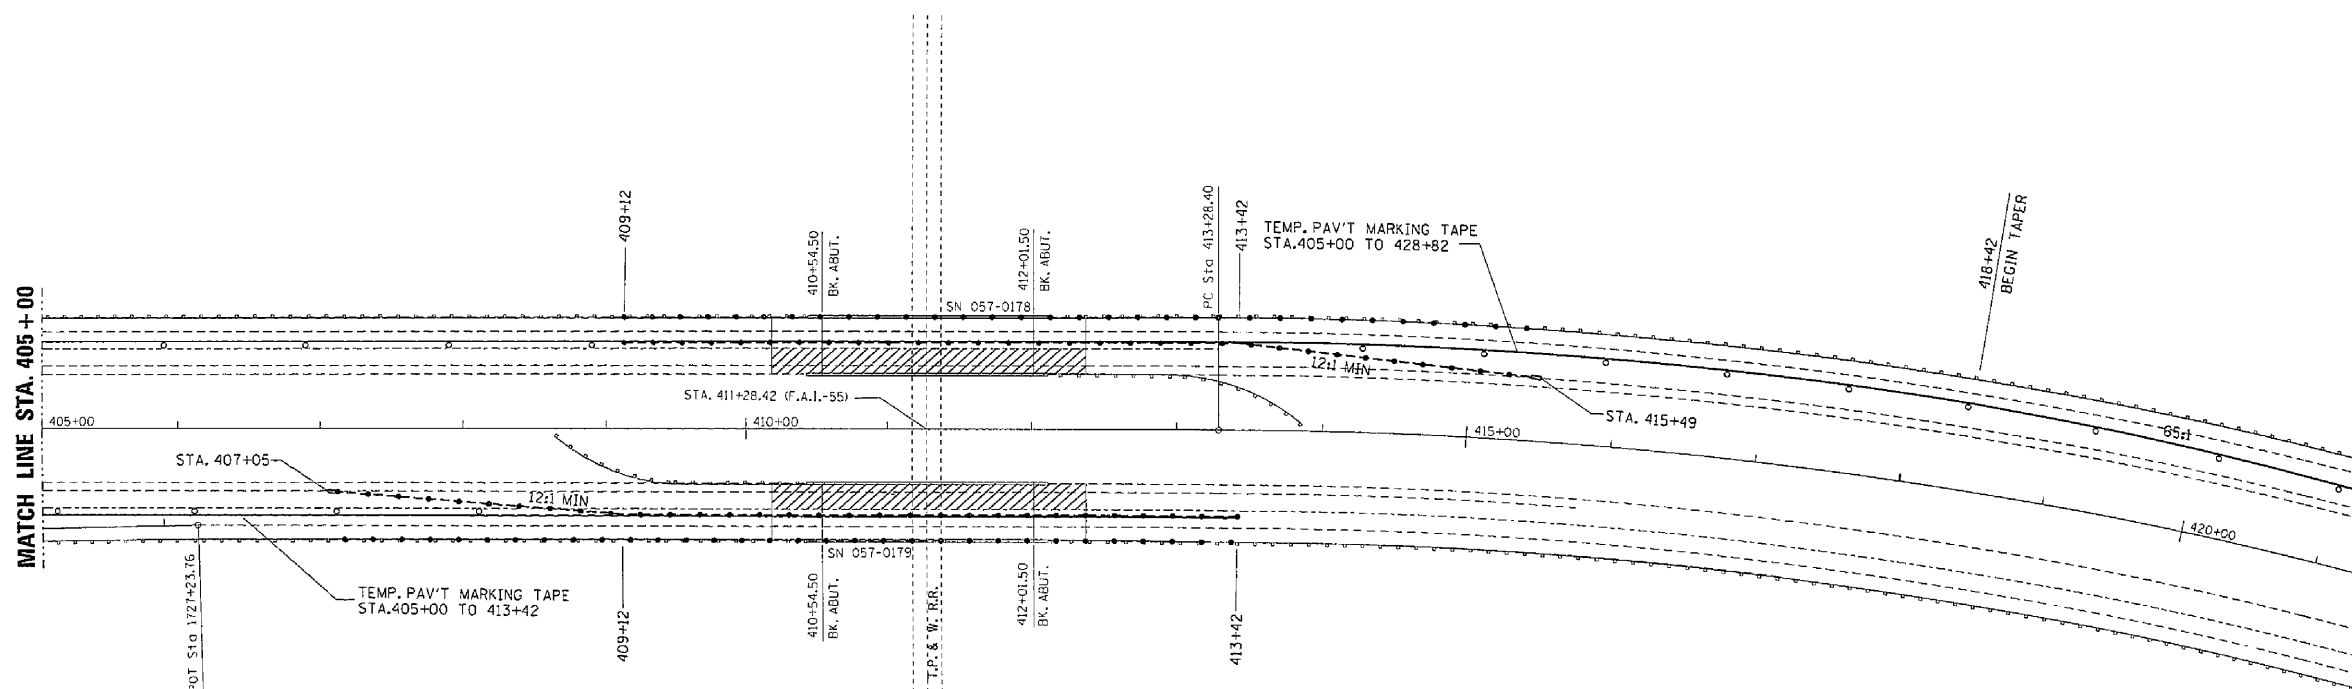 MATCH LINE STA. 405+00
409+12
410+54.50
BK. ABUT.
412+01.50
BK. ABUT.
PC Sta 413+28.40
413+42
TEMP. PAV'T MARKING TAPE
STA.405+00 TO 428+82
418+42
BEGIN TAPER
SN 057-0178
12:1 MIN
STA. 411+28.42 (F.A.I.-55)
STA. 415+49
65:1
405+00
410+00
415+00
420+00
STA. 407+05
12:1 MIN
SN 057-0179
TEMP. PAV'T MARKING TAPE
STA.405+00 TO 413+42
POT Sta 1727+23.76
409+12
410+54.50
BK. ABUT.
T.P. & W. R.R.
412+01.50
BK. ABUT.
413+42